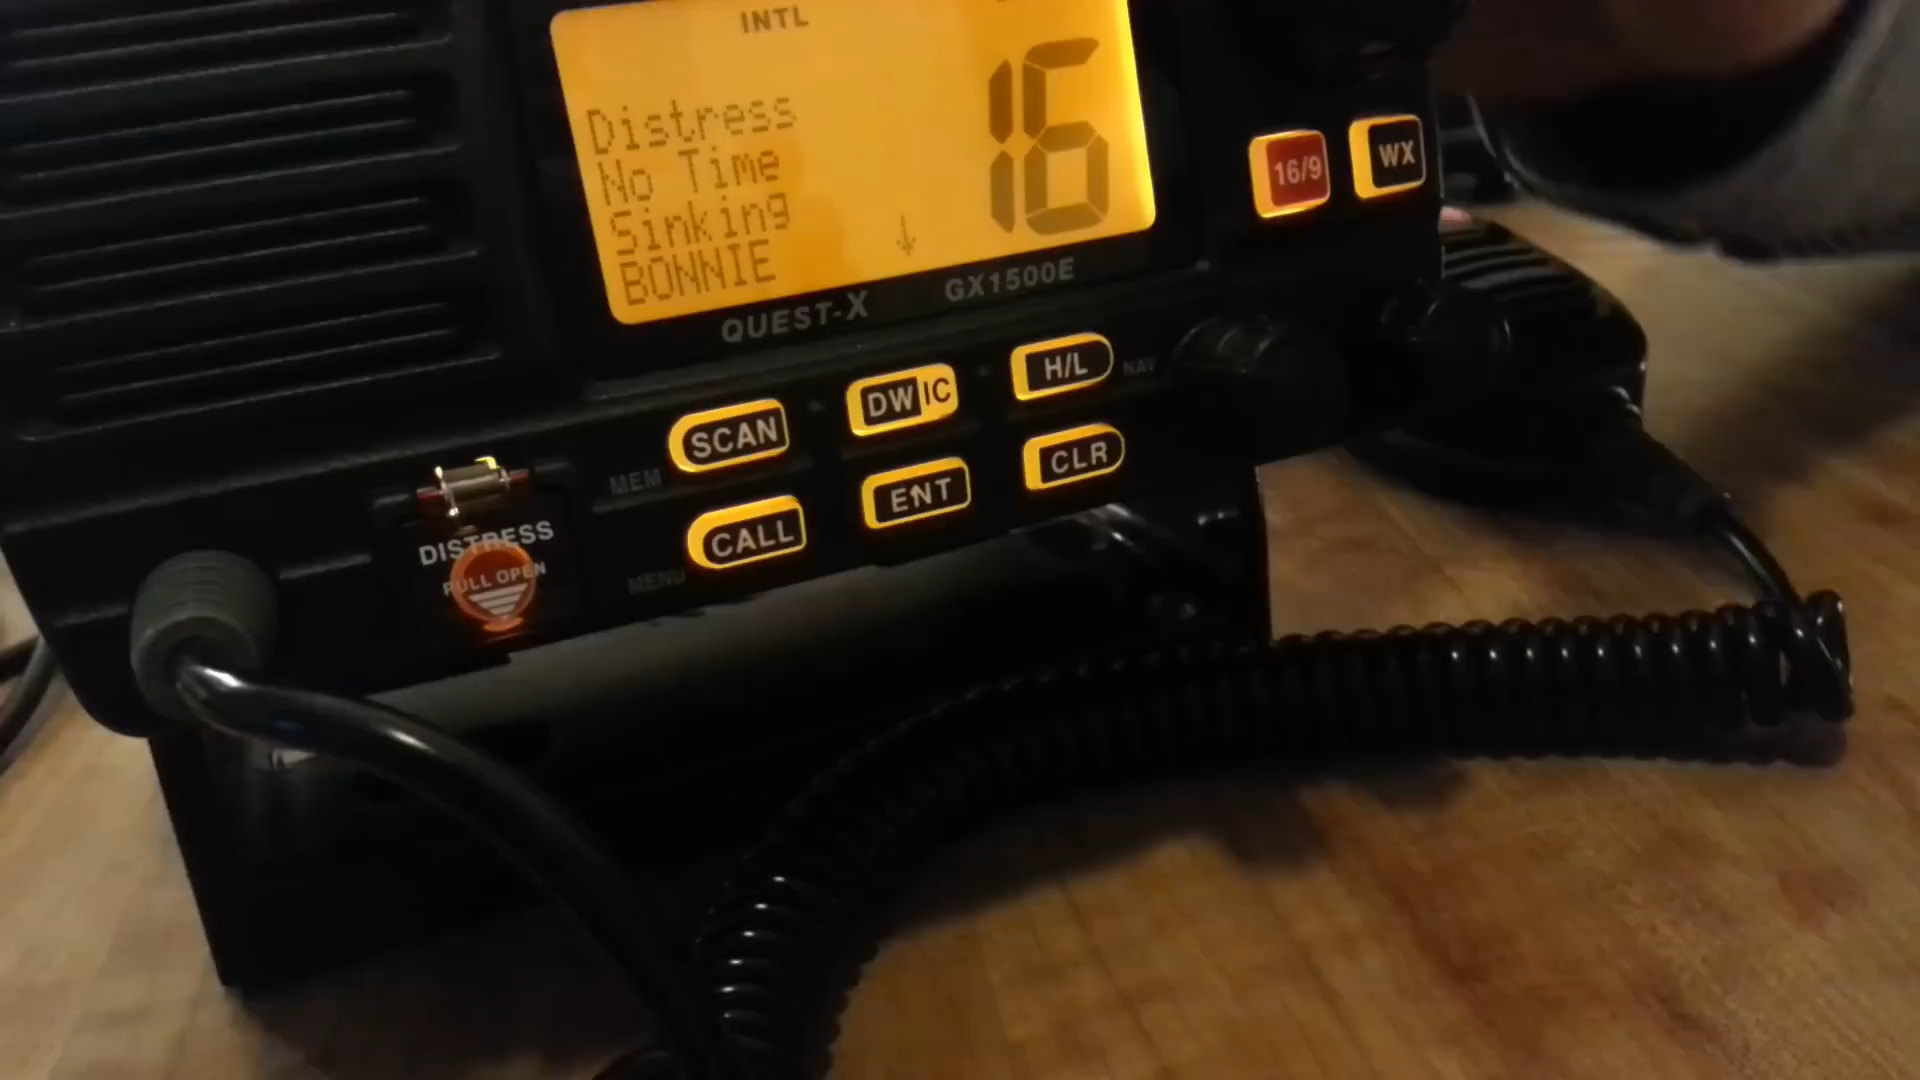 INTL
16
Distress
No Time
Sinking
BONNIE
QUEST-X GX1500E
16/9 WX
SCAN DW IC H/L NAV
MEM
CALL ENT CLR
MENU
DISTRESS
PULL OPEN